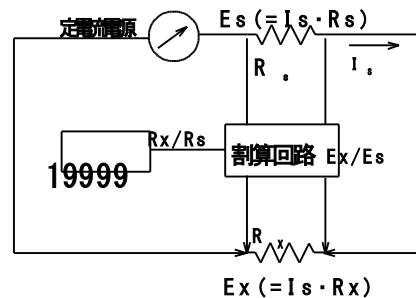 定電流電源
Es(=Is·Rs)
Rs
Is
Rx/Rs
19999
割算回路
Ex/Es
Rx
Ex(=Is·Rx)